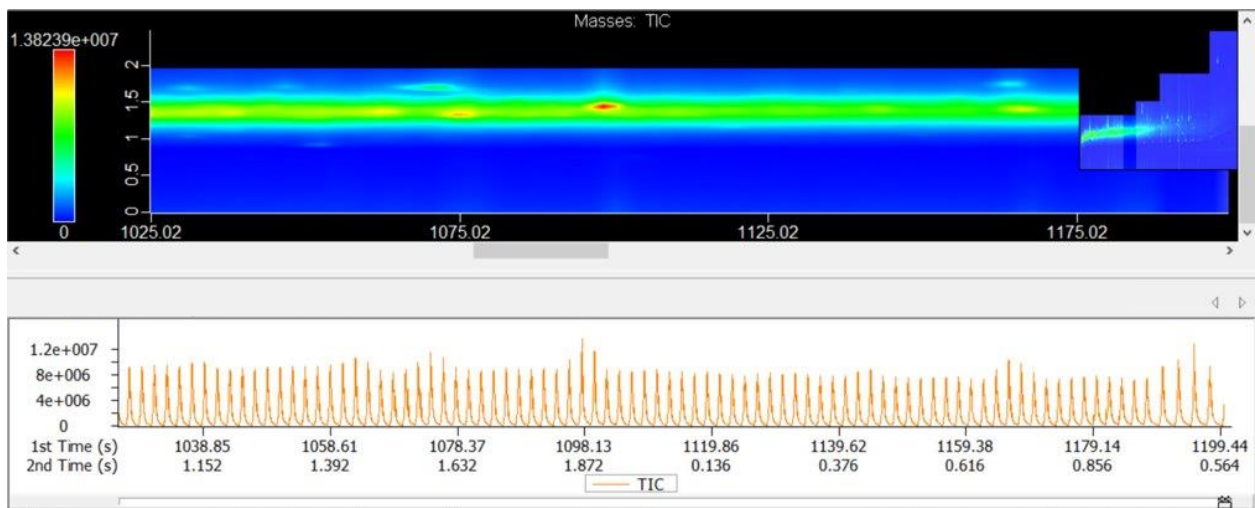 Masses: TIC
1.38239e+007
0
2
1.5
1
0.5
0
1025.02 1075.02 1125.02 1175.02
1.2e+007
8e+006
4e+006
0
1st Time (s) 1038.85 1058.61 1078.37 1098.13 1119.86 1139.62 1159.38 1179.14 1199.44
2nd Time (s) 1.152 1.392 1.632 1.872 0.136 0.376 0.616 0.856 0.564
TIC